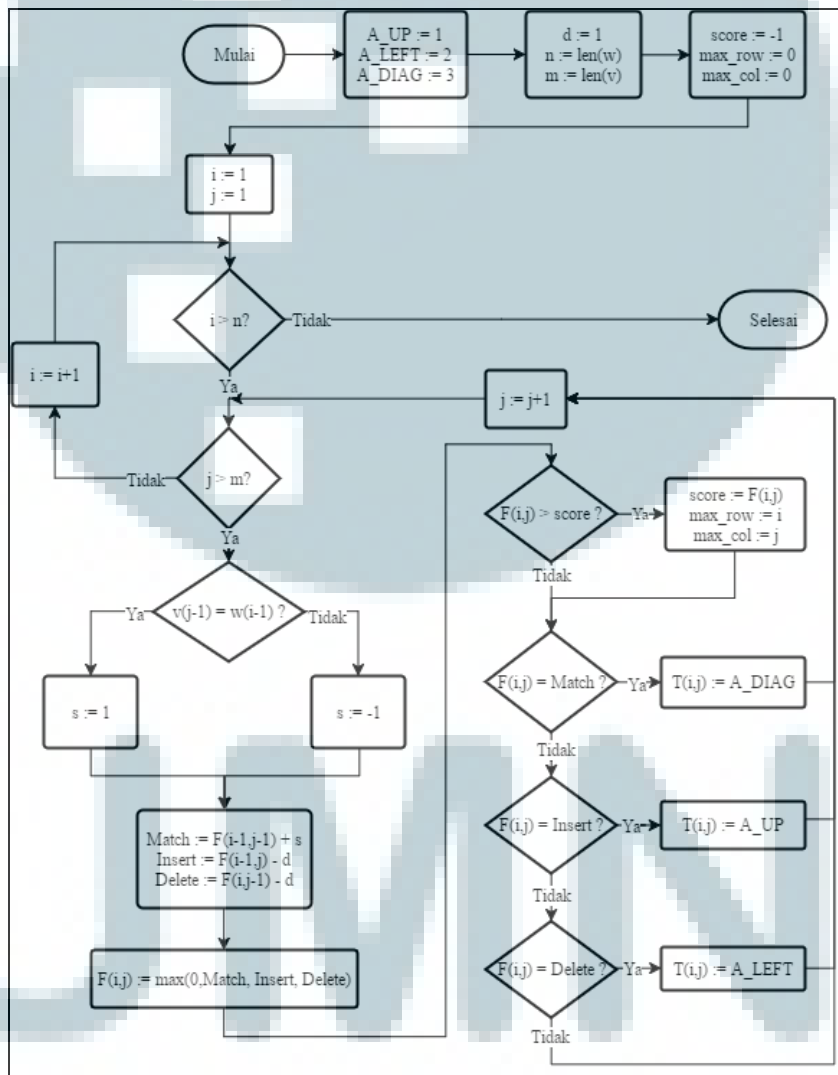 Mulai
A_UP := 1
A_LEFT := 2
A_DIAG := 3
d := 1
n := len(w)
m := len(v)
score := -1
max_row := 0
max_col := 0
i := 1
j := 1
i > n?
Tidak
Selesai
i := i+1
Ya
j := j+1
j > m?
Tidak
Ya
F(i,j) > score ?
Ya
score := F(i,j)
max_row := i
max_col := j
Tidak
v(j-1) = w(i-1) ?
Ya
Tidak
s := 1
s := -1
F(i,j) = Match ?
Ya
T(i,j) := A_DIAG
Tidak
Match := F(i-1,j-1) + s
Insert := F(i-1,j) - d
Delete := F(i,j-1) - d
F(i,j) = Insert ?
Ya
T(i,j) := A_UP
Tidak
F(i,j) := max(0,Match, Insert, Delete)
F(i,j) = Delete ?
Ya
T(i,j) := A_LEFT
Tidak